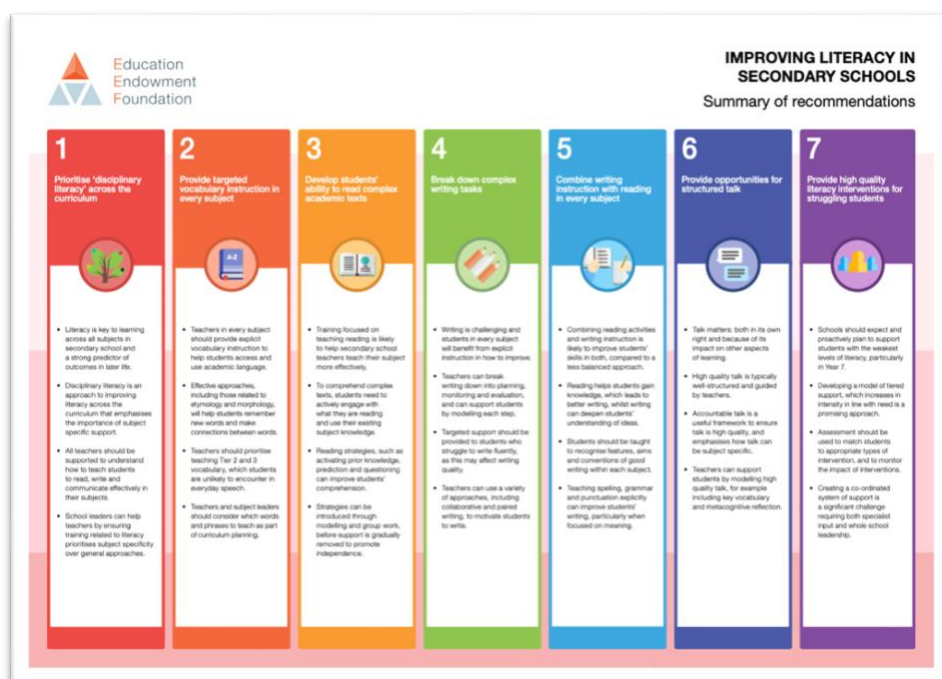 Education
Endowment
Foundation
IMPROVING LITERACY IN
SECONDARY SCHOOLS
Summary of recommendations
1
Prioritise ‘disciplinary
literacy’ across the
curriculum
• Literacy is key to learning
across all subjects in
secondary school and
a strong predictor of
outcomes in later life.
• Disciplinary literacy is an
approach to improving
literacy across the
curriculum that emphasises
the importance of subject
specific support.
• All teachers should be
supported to understand
how to teach students
to read, write and
communicate effectively in
their subjects.
• School leaders can help
teachers by ensuring
training related to literacy
prioritises subject specificity
over general approaches.
2
Provide targeted
vocabulary instruction in
every subject
A-Z
• Teachers in every subject
should provide explicit
vocabulary instruction to
help students access and
use academic language.
• Effective approaches,
including those related to
etymology and morphology,
will help students remember
new words and make
connections between words.
• Teachers should prioritise
teaching Tier 2 and 3
vocabulary, which students
are unlikely to encounter in
everyday speech.
• Teachers and subject leaders
should consider which words
and phrases to teach as part
of curriculum planning.
3
Develop students’
ability to read complex
academic texts
• Training focused on
teaching reading is likely
to help secondary school
teachers teach their subject
more effectively.
• To comprehend complex
texts, students need to
actively engage with
what they are reading
and use their existing
subject knowledge.
• Reading strategies, such as
activating prior knowledge,
prediction and questioning
can improve students’
comprehension.
• Strategies can be
introduced through
modelling and group work,
before support is gradually
removed to promote
independence.
4
Break down complex
writing tasks
• Writing is challenging and
students in every subject
will benefit from explicit
instruction in how to improve.
• Teachers can break
writing down into planning,
monitoring and evaluation,
and can support students
by modelling each step.
• Targeted support should be
provided to students who
struggle to write fluently,
as this may affect writing
quality.
• Teachers can use a variety
of approaches, including
collaborative and paired
writing, to motivate students
to write.
5
Combine writing
instruction with reading
in every subject
• Combining reading activities
and writing instruction is
likely to improve students’
skills in both, compared to a
less balanced approach.
• Reading helps students gain
knowledge, which leads to
better writing, whilst writing
can deepen students’
understanding of ideas.
• Students should be taught
to recognise features, aims
and conventions of good
writing within each subject.
• Teaching spelling, grammar
and punctuation explicitly
can improve students’
writing, particularly when
focused on meaning.
6
Provide opportunities for
structured talk
• Talk matters: both in its own
right and because of its
impact on other aspects
of learning.
• High quality talk is typically
well-structured and guided
by teachers.
• Accountable talk is a
useful framework to ensure
talk is high quality, and
emphasises how talk can
be subject specific.
• Teachers can support
students by modelling high
quality talk, for example
including key vocabulary
and metacognitive reflection.
7
Provide high quality
literacy interventions for
struggling students
• Schools should expect and
proactively plan to support
students with the weakest
levels of literacy, particularly
in Year 7.
• Developing a model of tiered
support, which increases in
intensity in line with need is a
promising approach.
• Assessment should be
used to match students
to appropriate types of
intervention, and to monitor
the impact of interventions.
• Creating a co-ordinated
system of support is
a significant challenge
requiring both specialist
input and whole school
leadership.